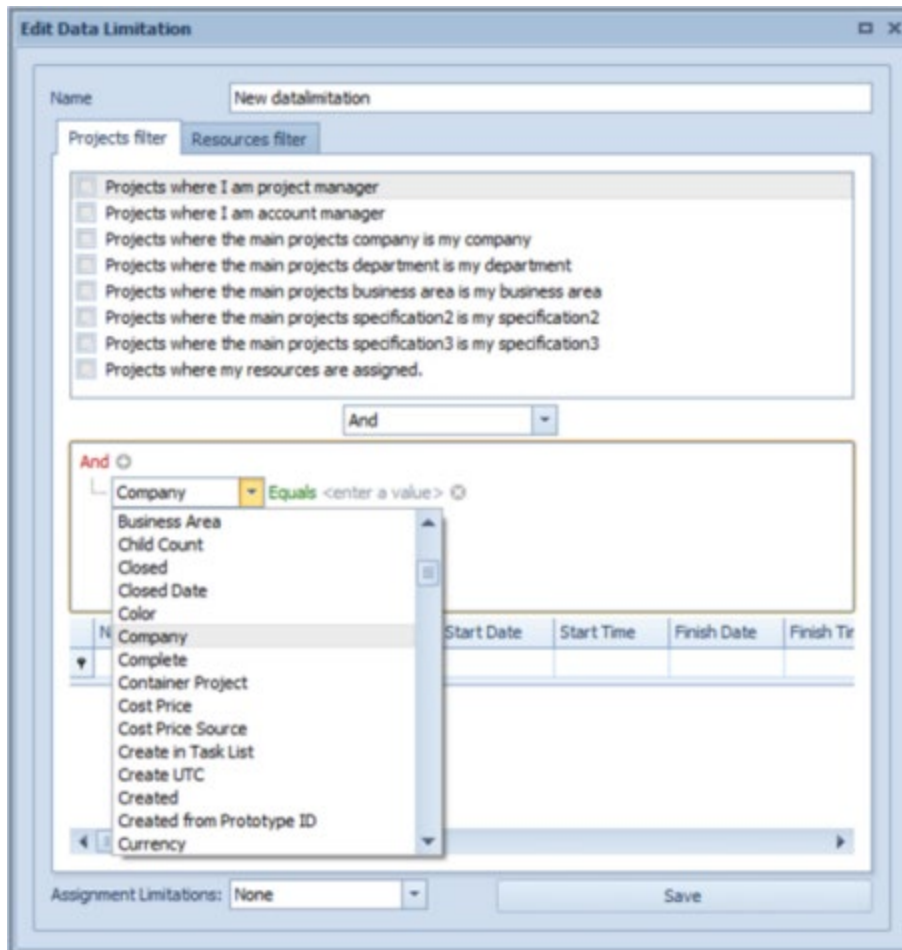 Edit Data Limitation
Name New datalmitation
Projects filter Resources filter
Projects where I am project manager
Projects where I am account manager
Projects where the main projects company is my company
Projects where the main projects department is my department
Projects where the main projects business area is my business area
Projects where the main projects specification2 is my specification2
Projects where the main projects specification3 is my specification3
Projects where my resources are assigned.
And
And
Company Equals <enter a value>
Business Area
Child Count
Closed
Closed Date
Color
N Start Date Start Time Finish Date Finish Tir
Company
Complete
Container Project
Cost Price
Cost Price Source
Create in Task List
Create UTC
Created
Created from Prototype ID
Currency
Assignment Limitations: None Save